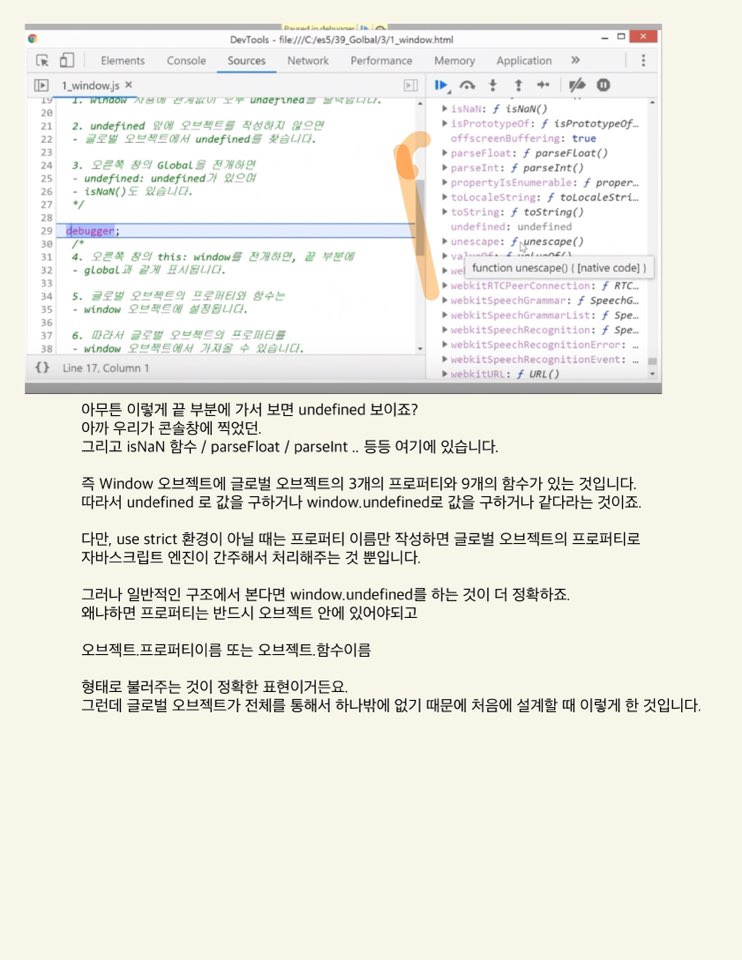 Paused in debugger
DevTools - file:///C:/es5/39_Golbal/3/1_window.html
Elements Console Sources Network Performance Memory Application »
1_window.js ×
19 1. window 사용에 관계없이 모두 undefined를 출력합니다.
20
21 2. undefined 앞에 오브젝트를 작성하지 않으면
22 - 글로벌 오브젝트에서 undefined를 찾습니다.
23
24 3. 오른쪽 창의 Global을 전개하면
25 - undefined: undefined가 있으며
26 - isNaN()도 있습니다.
27 */
28
29 debugger;
30 /*
31 4. 오른쪽 창의 this: window를 전개하면, 끝 부분에
32 - global과 같게 표시됩니다.
33
34 5. 글로벌 오브젝트의 프로퍼티와 함수는
35 - window 오브젝트에 설정됩니다.
36
37 6. 따라서 글로벌 오브젝트의 프로퍼티를
38 - window 오브젝트에서 가져올 수 있습니다.
{} Line 17, Column 1
isNaN: ƒ isNaN()
isPrototypeOf: ƒ isPrototypeOf…
offscreenBuffering: true
parseFloat: ƒ parseFloat()
parseInt: ƒ parseInt()
propertyIsEnumerable: ƒ proper…
toLocaleString: ƒ toLocaleStri…
toString: ƒ toString()
undefined: undefined
unescape: ƒ unescape()
valueOf: ƒ valueOf()
function unescape() { [native code] }
webkitRTCPeerConnection: ƒ RTC…
webkitSpeechGrammar: ƒ SpeechG…
webkitSpeechGrammarList: ƒ Spe…
webkitSpeechRecognition: ƒ Spe…
webkitSpeechRecognitionError: …
webkitSpeechRecognitionEvent: …
webkitURL: ƒ URL()
아무튼 이렇게 끝 부분에 가서 보면 undefined 보이죠?
아까 우리가 콘솔창에 찍었던.
그리고 isNaN 함수 / parseFloat / parseInt .. 등등 여기에 있습니다.
즉 Window 오브젝트에 글로벌 오브젝트의 3개의 프로퍼티와 9개의 함수가 있는 것입니다.
따라서 undefined 로 값을 구하거나 window.undefined로 값을 구하거나 같다라는 것이죠.
다만, use strict 환경이 아닐 때는 프로퍼티 이름만 작성하면 글로벌 오브젝트의 프로퍼티로
자바스크립트 엔진이 간주해서 처리해주는 것 뿐입니다.
그러나 일반적인 구조에서 본다면 window.undefined를 하는 것이 더 정확하죠.
왜냐하면 프로퍼티는 반드시 오브젝트 안에 있어야되고
오브젝트.프로퍼티이름 또는 오브젝트.함수이름
형태로 불러주는 것이 정확한 표현이거든요.
그런데 글로벌 오브젝트가 전체를 통해서 하나밖에 없기 때문에 처음에 설계할 때 이렇게 한 것입니다.